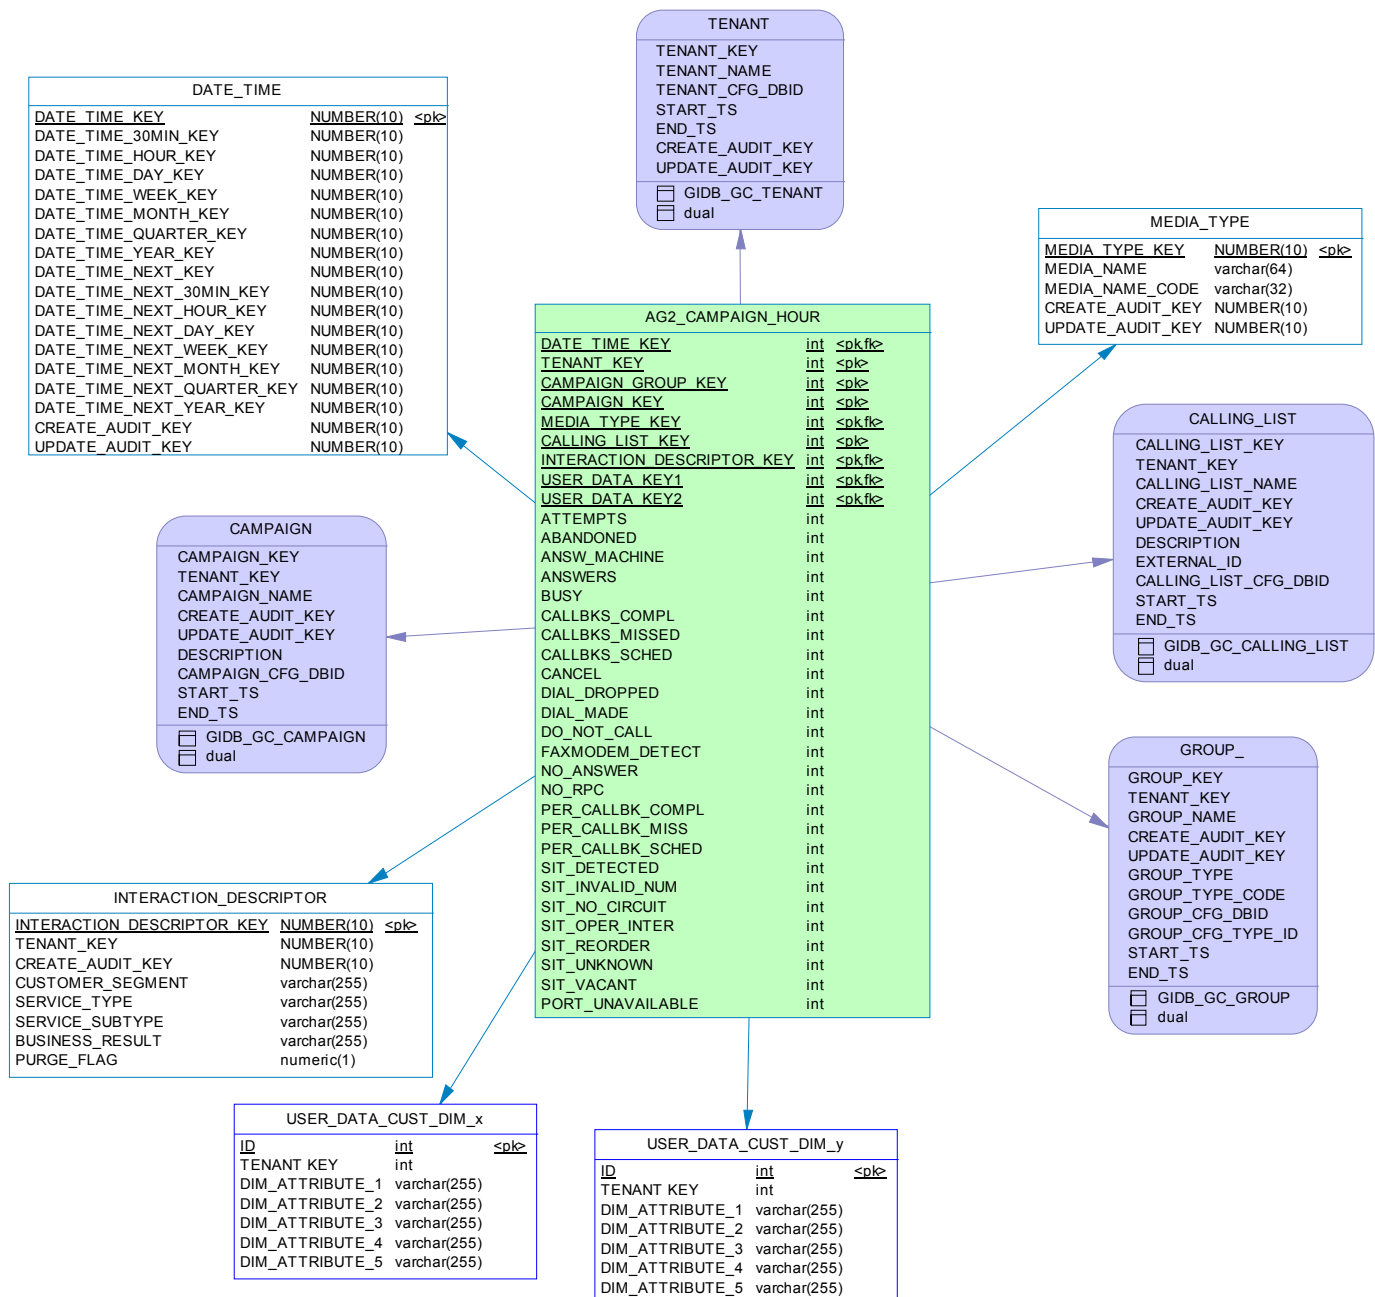 TENANT
TENANT_KEY
TENANT_NAME
TENANT_CFG_DBID
START_TS
END_TS
CREATE_AUDIT_KEY
UPDATE_AUDIT_KEY
GIDB_GC_TENANT
dual
DATE_TIME
DATE_TIME_KEY NUMBER(10) <pk>
DATE_TIME_30MIN_KEY NUMBER(10)
DATE_TIME_HOUR_KEY NUMBER(10)
DATE_TIME_DAY_KEY NUMBER(10)
DATE_TIME_WEEK_KEY NUMBER(10)
DATE_TIME_MONTH_KEY NUMBER(10)
DATE_TIME_QUARTER_KEY NUMBER(10)
DATE_TIME_YEAR_KEY NUMBER(10)
DATE_TIME_NEXT_KEY NUMBER(10)
DATE_TIME_NEXT_30MIN_KEY NUMBER(10)
DATE_TIME_NEXT_HOUR_KEY NUMBER(10)
DATE_TIME_NEXT_DAY_KEY NUMBER(10)
DATE_TIME_NEXT_WEEK_KEY NUMBER(10)
DATE_TIME_NEXT_MONTH_KEY NUMBER(10)
DATE_TIME_NEXT_QUARTER_KEY NUMBER(10)
DATE_TIME_NEXT_YEAR_KEY NUMBER(10)
CREATE_AUDIT_KEY NUMBER(10)
UPDATE_AUDIT_KEY NUMBER(10)
MEDIA_TYPE
MEDIA_TYPE_KEY NUMBER(10) <pk>
MEDIA_NAME varchar(64)
MEDIA_NAME_CODE varchar(32)
CREATE_AUDIT_KEY NUMBER(10)
UPDATE_AUDIT_KEY NUMBER(10)
AG2_CAMPAIGN_HOUR
DATE_TIME_KEY int <pk,fk>
TENANT_KEY int <pk>
CAMPAIGN_GROUP_KEY int <pk>
CAMPAIGN_KEY int <pk>
MEDIA_TYPE_KEY int <pk,fk>
CALLING_LIST_KEY int <pk>
INTERACTION_DESCRIPTOR_KEY int <pk,fk>
USER_DATA_KEY1 int <pk,fk>
USER_DATA_KEY2 int <pk,fk>
ATTEMPTS int
ABANDONED int
ANSW_MACHINE int
ANSWERS int
BUSY int
CALLBKS_COMPL int
CALLBKS_MISSED int
CALLBKS_SCHED int
CANCEL int
DIAL_DROPPED int
DIAL_MADE int
DO_NOT_CALL int
FAXMODEM_DETECT int
NO_ANSWER int
NO_RPC int
PER_CALLBK_COMPL int
PER_CALLBK_MISS int
PER_CALLBK_SCHED int
SIT_DETECTED int
SIT_INVALID_NUM int
SIT_NO_CIRCUIT int
SIT_OPER_INTER int
SIT_REORDER int
SIT_UNKNOWN int
SIT_VACANT int
PORT_UNAVAILABLE int
CALLING_LIST
CALLING_LIST_KEY
TENANT_KEY
CALLING_LIST_NAME
CREATE_AUDIT_KEY
UPDATE_AUDIT_KEY
DESCRIPTION
EXTERNAL_ID
CALLING_LIST_CFG_DBID
START_TS
END_TS
GIDB_GC_CALLING_LIST
dual
CAMPAIGN
CAMPAIGN_KEY
TENANT_KEY
CAMPAIGN_NAME
CREATE_AUDIT_KEY
UPDATE_AUDIT_KEY
DESCRIPTION
CAMPAIGN_CFG_DBID
START_TS
END_TS
GIDB_GC_CAMPAIGN
dual
GROUP_
GROUP_KEY
TENANT_KEY
GROUP_NAME
CREATE_AUDIT_KEY
UPDATE_AUDIT_KEY
GROUP_TYPE
GROUP_TYPE_CODE
GROUP_CFG_DBID
GROUP_CFG_TYPE_ID
START_TS
END_TS
GIDB_GC_GROUP
dual
INTERACTION_DESCRIPTOR
INTERACTION_DESCRIPTOR_KEY NUMBER(10) <pk>
TENANT_KEY NUMBER(10)
CREATE_AUDIT_KEY NUMBER(10)
CUSTOMER_SEGMENT varchar(255)
SERVICE_TYPE varchar(255)
SERVICE_SUBTYPE varchar(255)
BUSINESS_RESULT varchar(255)
PURGE_FLAG numeric(1)
USER_DATA_CUST_DIM_x
ID int <pk>
TENANT KEY int
DIM_ATTRIBUTE_1 varchar(255)
DIM_ATTRIBUTE_2 varchar(255)
DIM_ATTRIBUTE_3 varchar(255)
DIM_ATTRIBUTE_4 varchar(255)
DIM_ATTRIBUTE_5 varchar(255)
USER_DATA_CUST_DIM_y
ID int <pk>
TENANT KEY int
DIM_ATTRIBUTE_1 varchar(255)
DIM_ATTRIBUTE_2 varchar(255)
DIM_ATTRIBUTE_3 varchar(255)
DIM_ATTRIBUTE_4 varchar(255)
DIM_ATTRIBUTE_5 varchar(255)